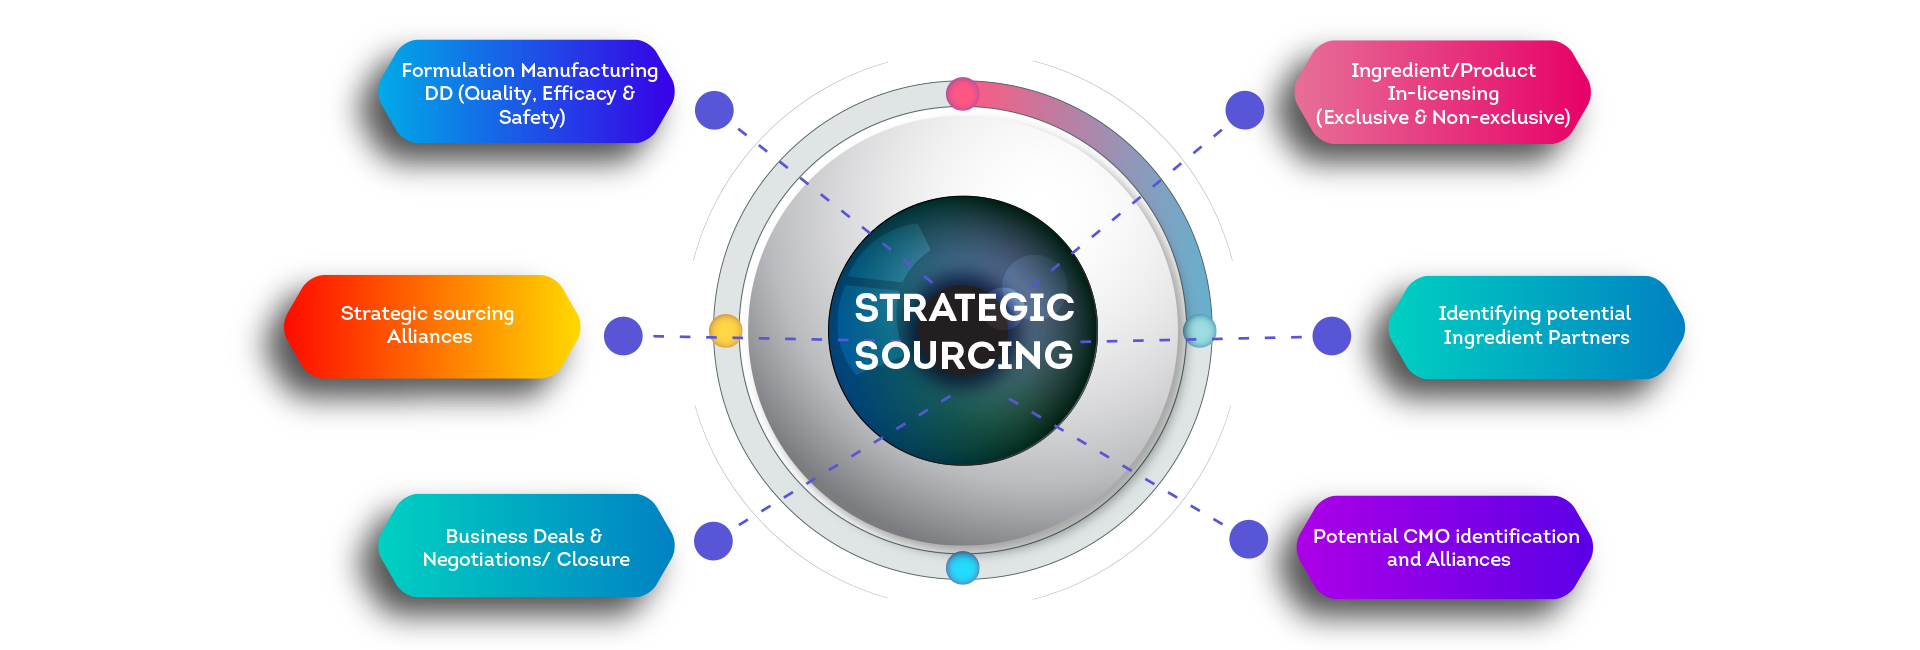 Formulation Manufacturing
DD (Quality, Efficacy &
Safety)
Ingredient/Product
In-licensing
(Exclusive & Non-exclusive)
Strategic sourcing
Alliances
STRATEGIC
SOURCING
Identifying potential
Ingredient Partners
Business Deals &
Negotiations/ Closure
Potential CMO identification
and Alliances